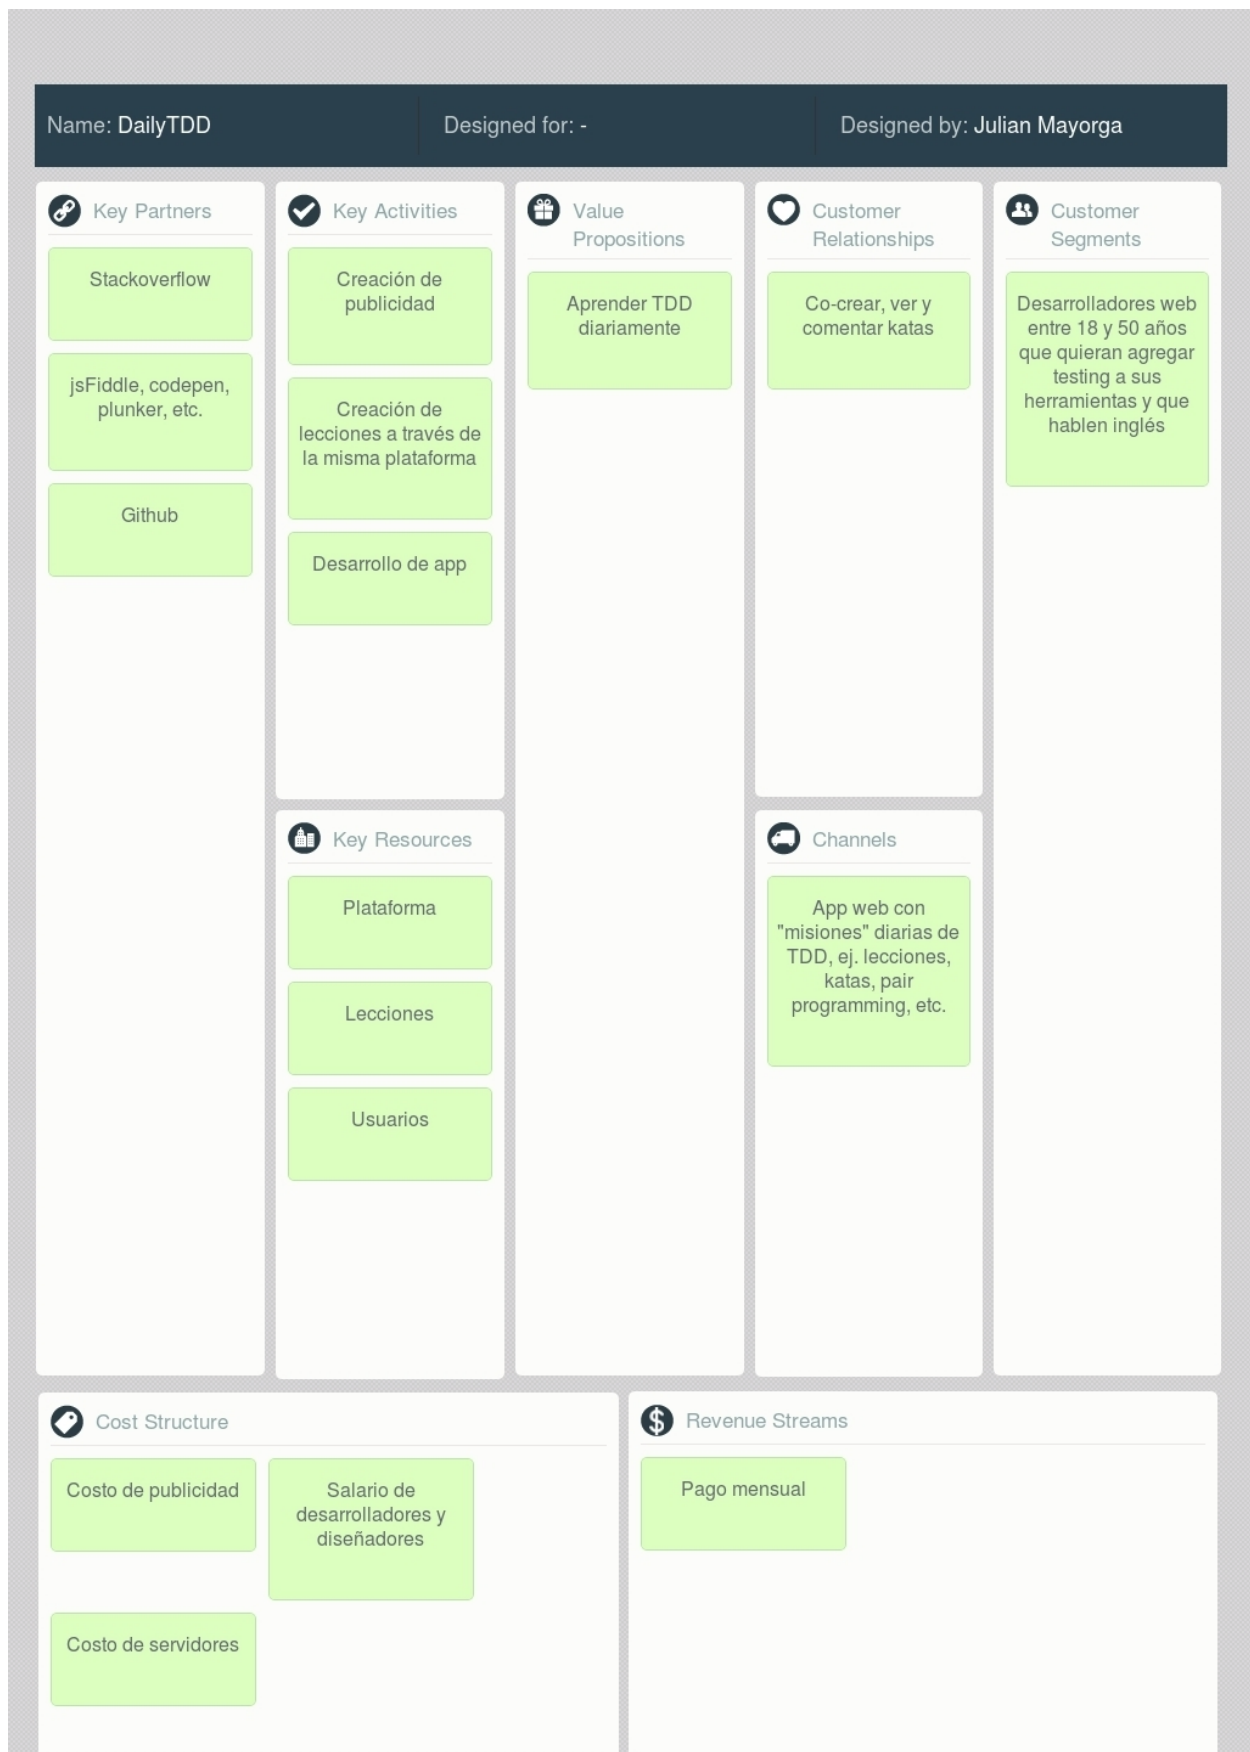 Name: DailyTDD
Designed for: -
Designed by: Julian Mayorga
Key Partners
Stackoverflow
jsFiddle, codepen,
plunker, etc.
Github
Key Activities
Creación de
publicidad
Creación de
lecciones a través de
la misma plataforma
Desarrollo de app
Key Resources
Plataforma
Lecciones
Usuarios
Value
Propositions
Aprender TDD
diariamente
Customer
Relationships
Co-crear, ver y
comentar katas
Channels
App web con
"misiones" diarias de
TDD, ej. lecciones,
katas, pair
programming, etc.
Customer
Segments
Desarrolladores web
entre 18 y 50 años
que quieran agregar
testing a sus
herramientas y que
hablen inglés
Cost Structure
Costo de publicidad
Salario de
desarrolladores y
diseñadores
Costo de servidores
Revenue Streams
Pago mensual